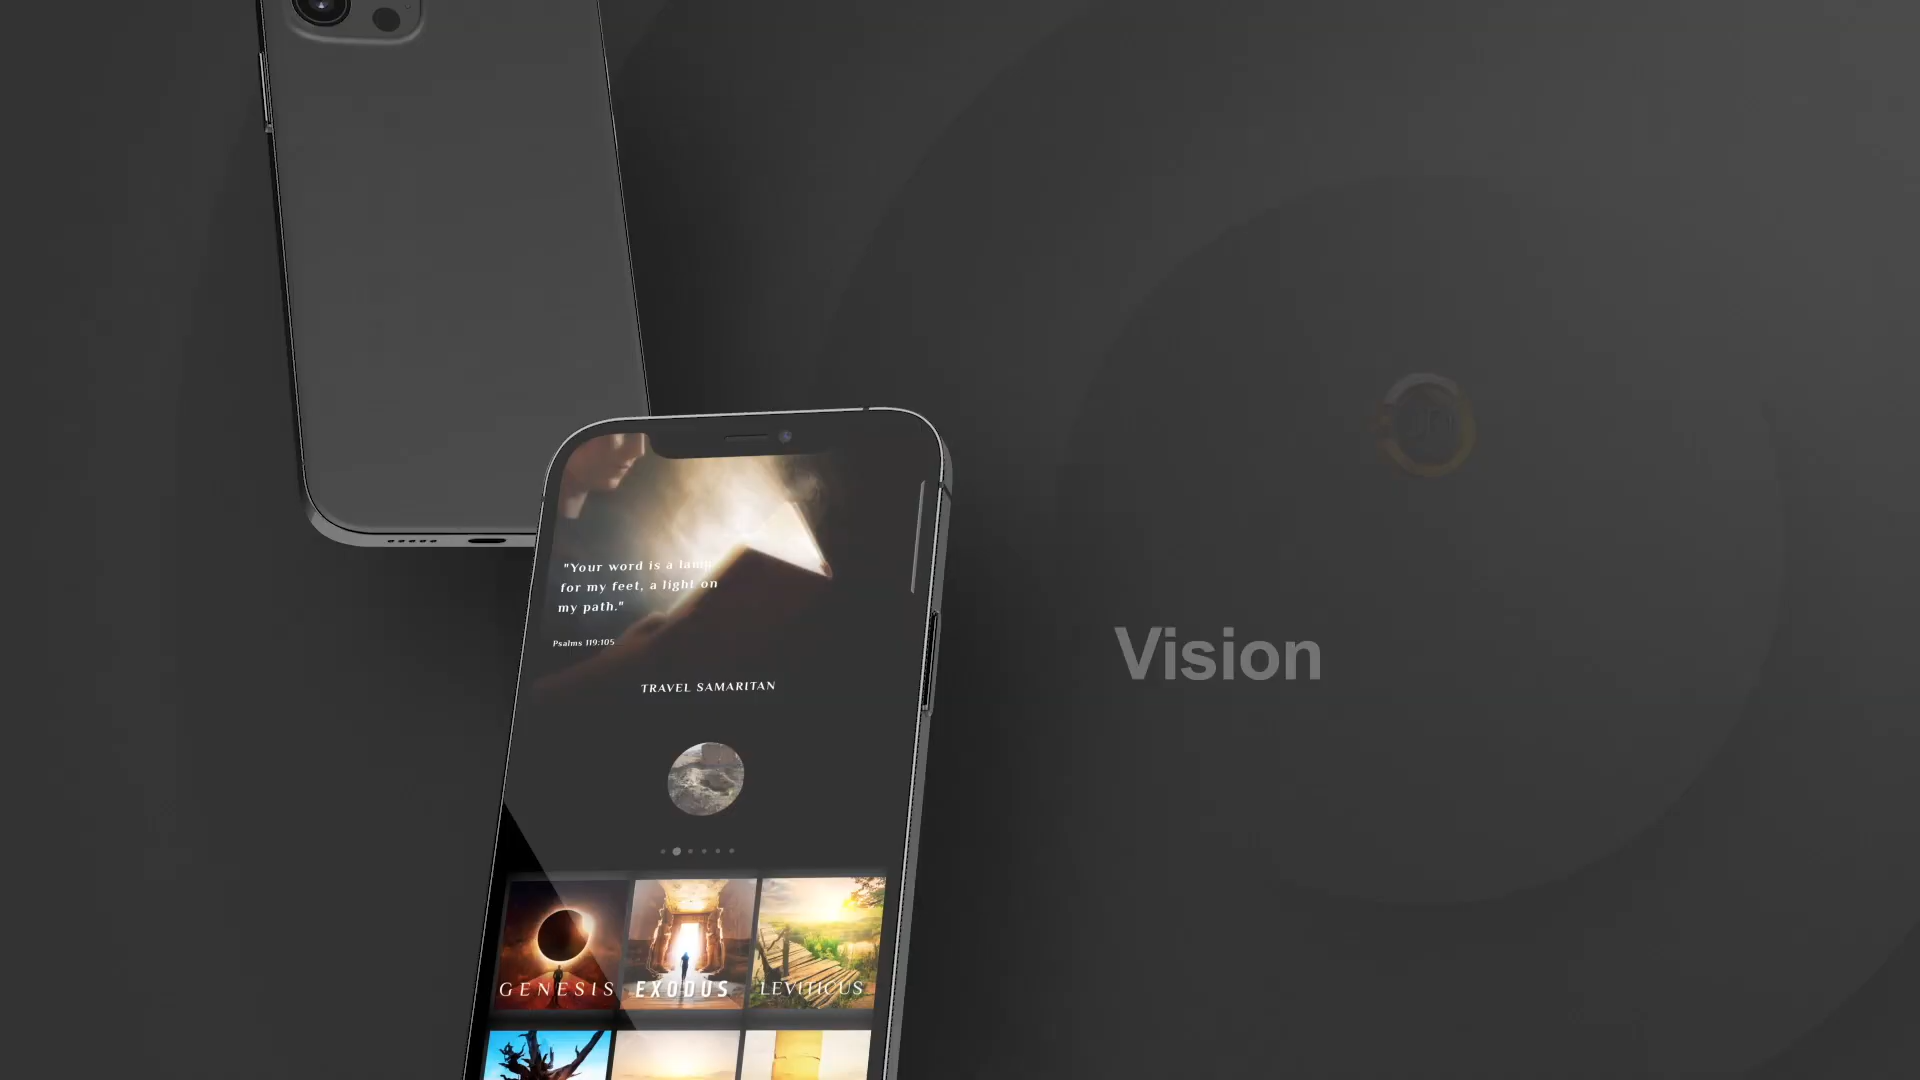 "Your word is a lamp
for my feet, a light on
my path."
Psalms 119:105
TRAVEL SAMARITAN
Vision
GENESIS
EXODUS
LEVITICUS